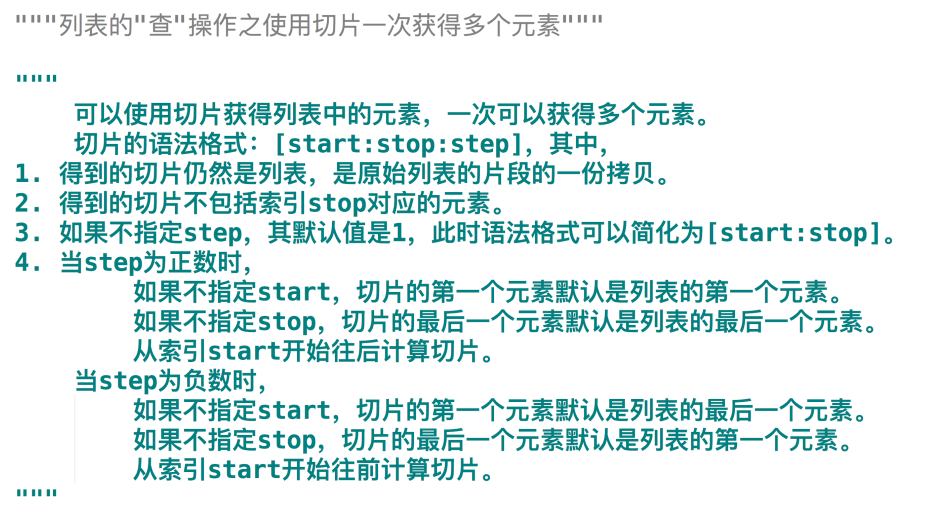 """列表的"查"操作之使用切片一次获得多个元素"""
"""
可以使用切片获得列表中的元素，一次可以获得多个元素。
切片的语法格式：[start:stop:step]，其中，
1. 得到的切片仍然是列表，是原始列表的片段的一份拷贝。
2. 得到的切片不包括索引stop对应的元素。
3. 如果不指定step，其默认值是1，此时语法格式可以简化为[start:stop]。
4. 当step为正数时，
如果不指定start，切片的第一个元素默认是列表的第一个元素。
如果不指定stop，切片的最后一个元素默认是列表的最后一个元素。
从索引start开始往后计算切片。
当step为负数时，
如果不指定start，切片的第一个元素默认是列表的最后一个元素。
如果不指定stop，切片的最后一个元素默认是列表的第一个元素。
从索引start开始往前计算切片。
"""